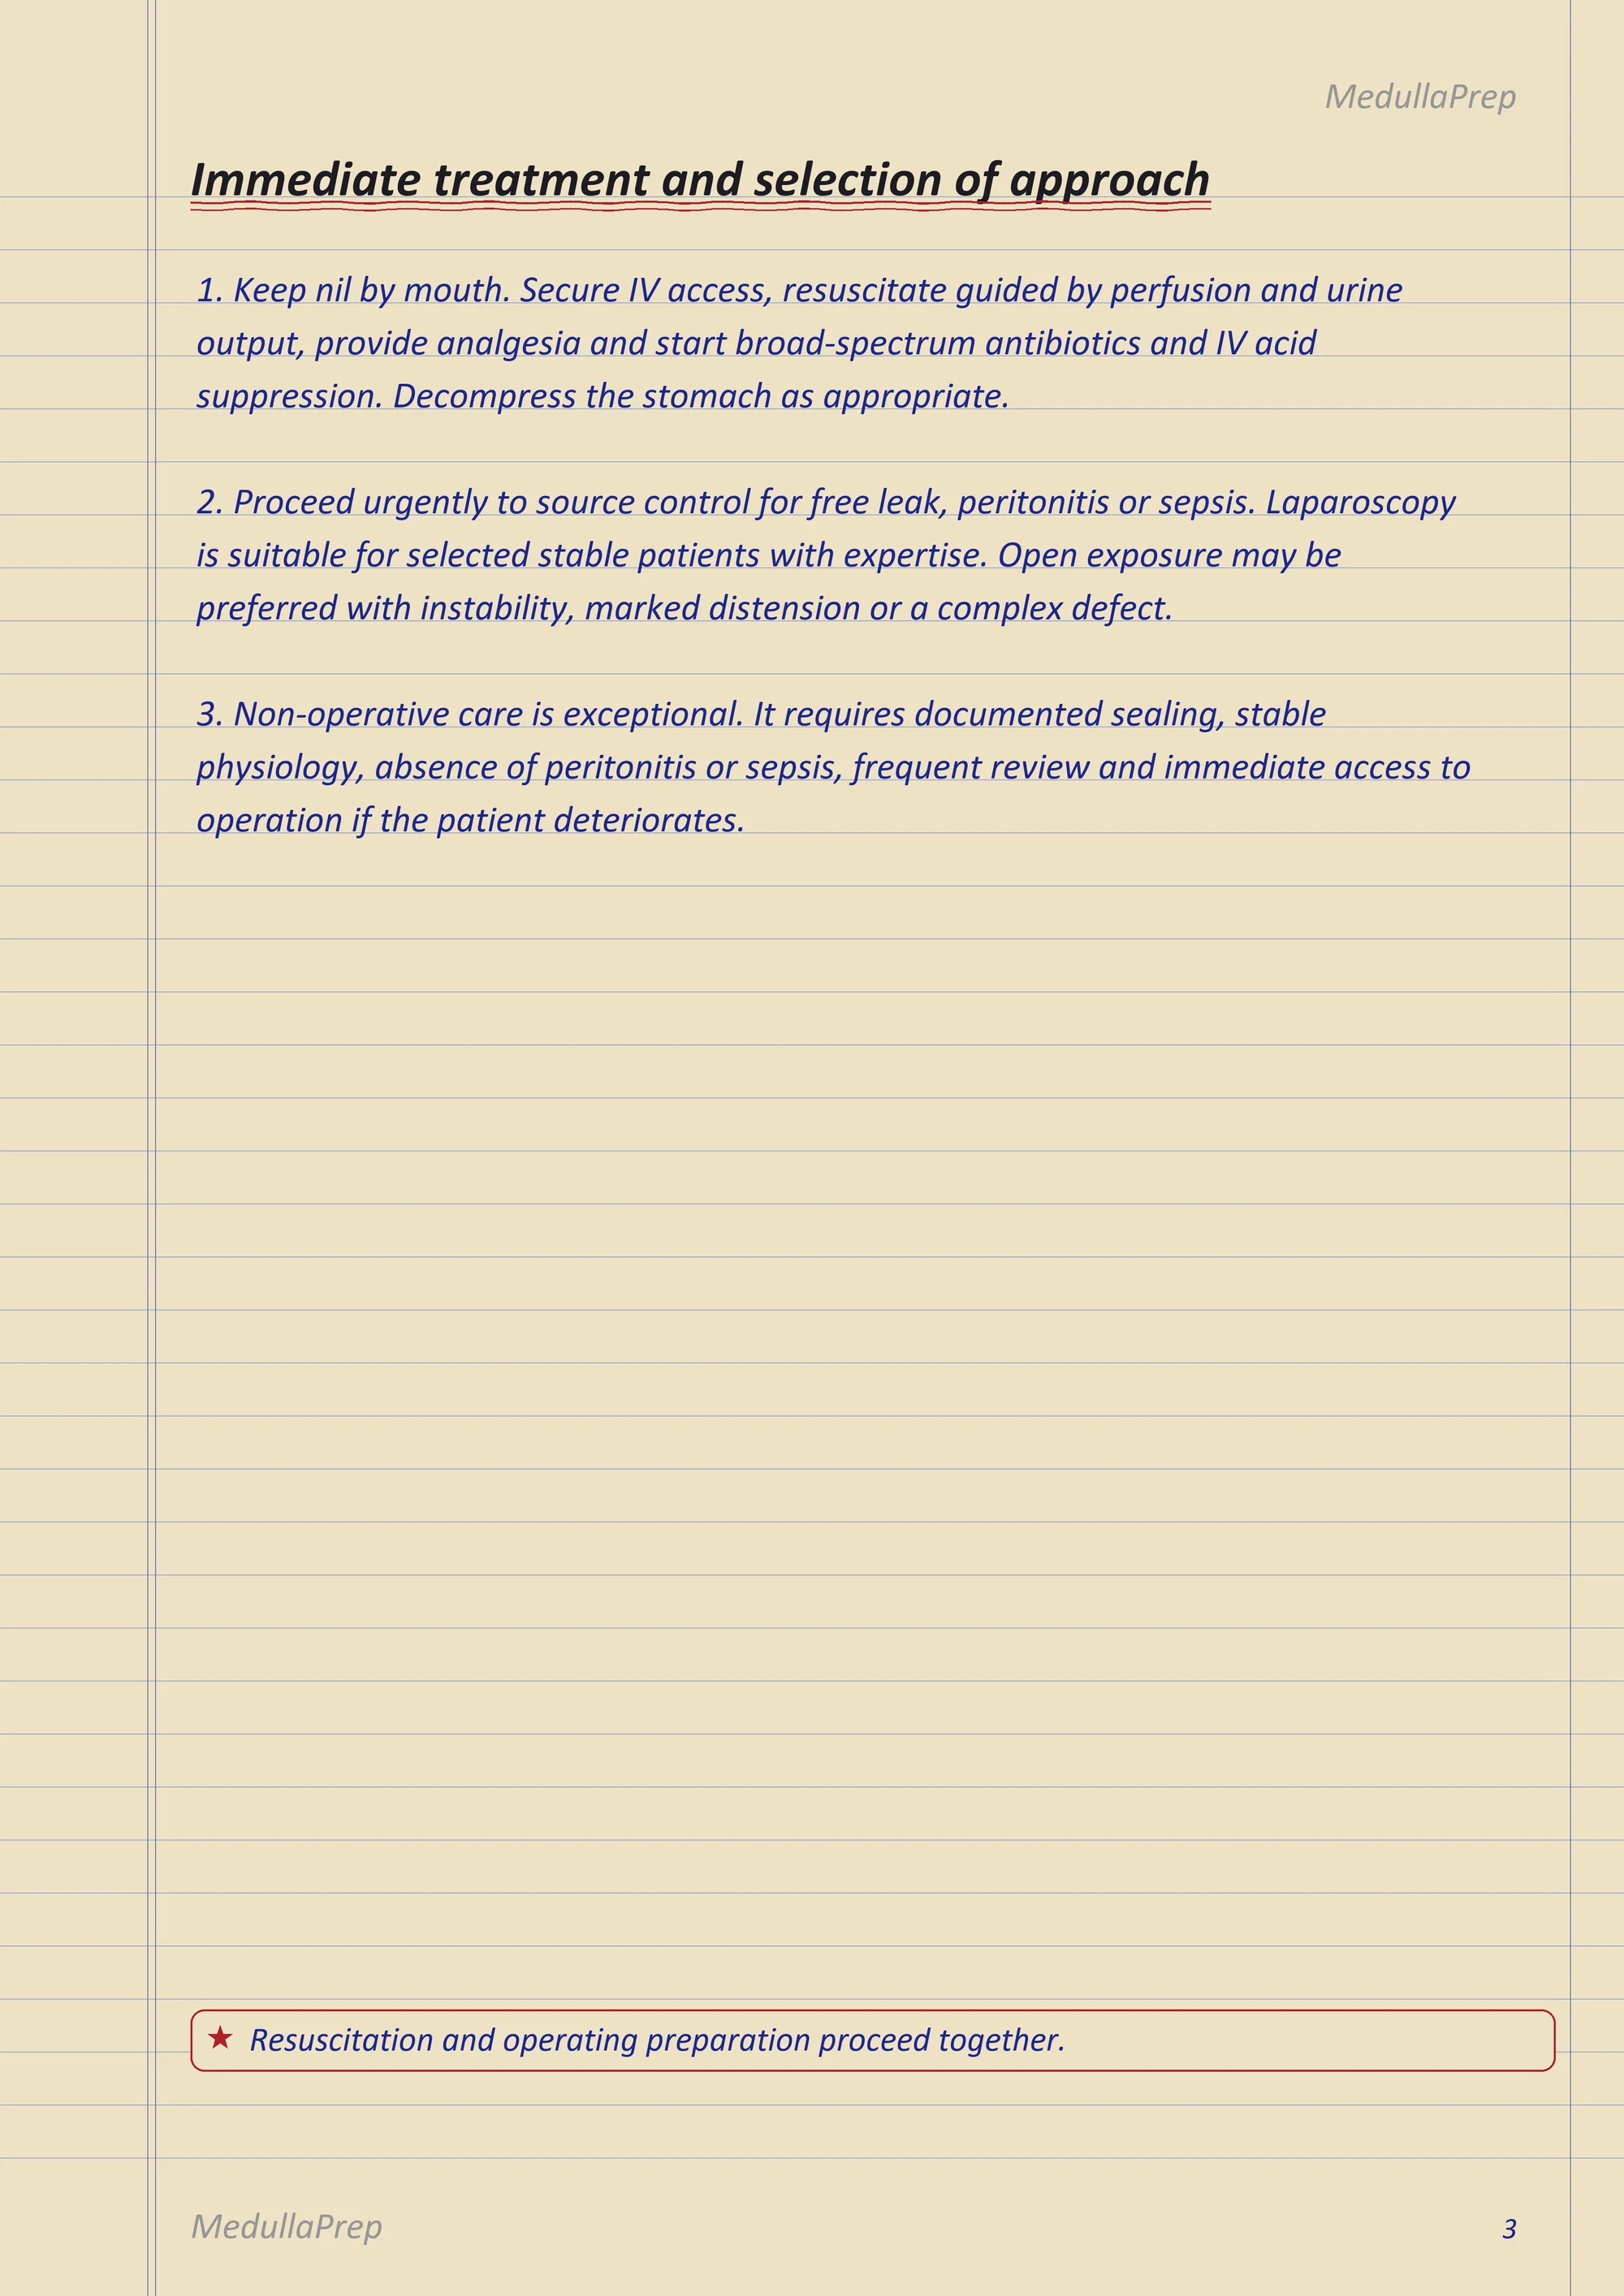 MedullaPrep
Immediate treatment and selection of approach
1. Keep nil by mouth. Secure IV access, resuscitate guided by perfusion and urine
output, provide analgesia and start broad-spectrum antibiotics and IV acid
suppression. Decompress the stomach as appropriate.
2. Proceed urgently to source control for free leak, peritonitis or sepsis. Laparoscopy
is suitable for selected stable patients with expertise. Open exposure may be
preferred with instability, marked distension or a complex defect.
3. Non-operative care is exceptional. It requires documented sealing, stable
physiology, absence of peritonitis or sepsis, frequent review and immediate access to
operation if the patient deteriorates.
★ Resuscitation and operating preparation proceed together.
MedullaPrep
3